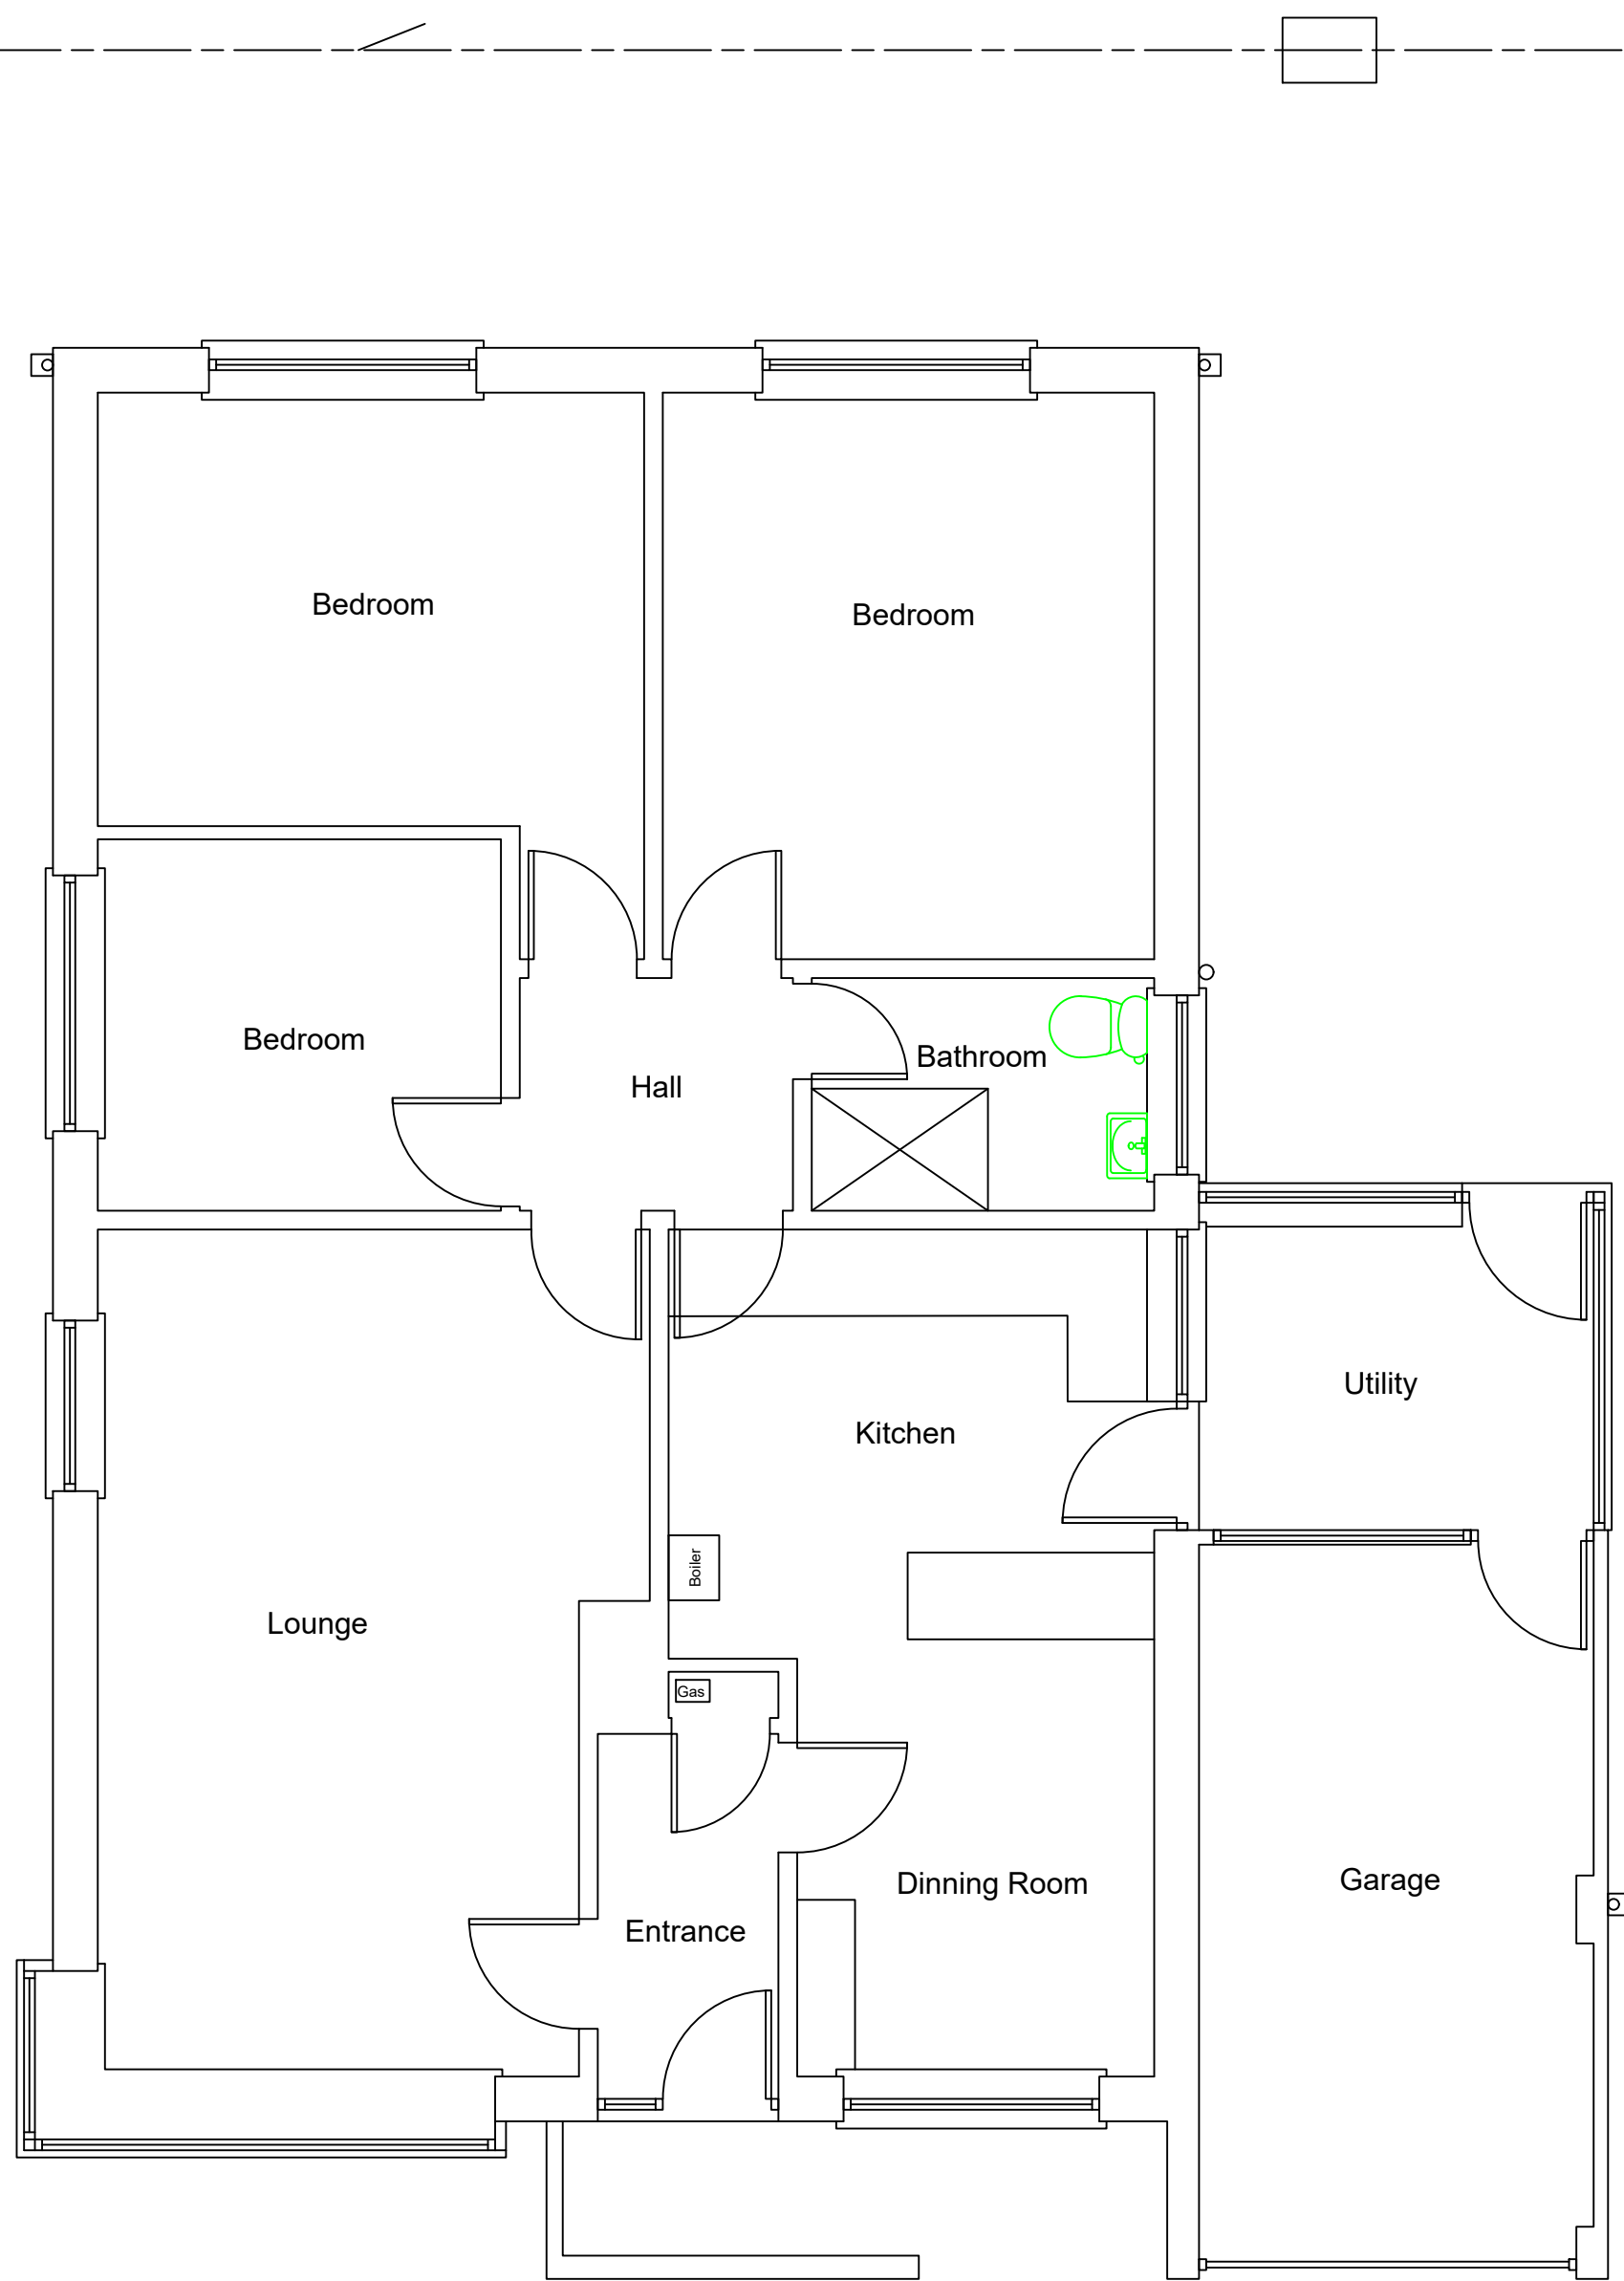 Bedroom
Bedroom
Bedroom
Bathroom
Hall
Utility
Kitchen
Boiler
Lounge
Gas
Garage
Dinning Room
Entrance